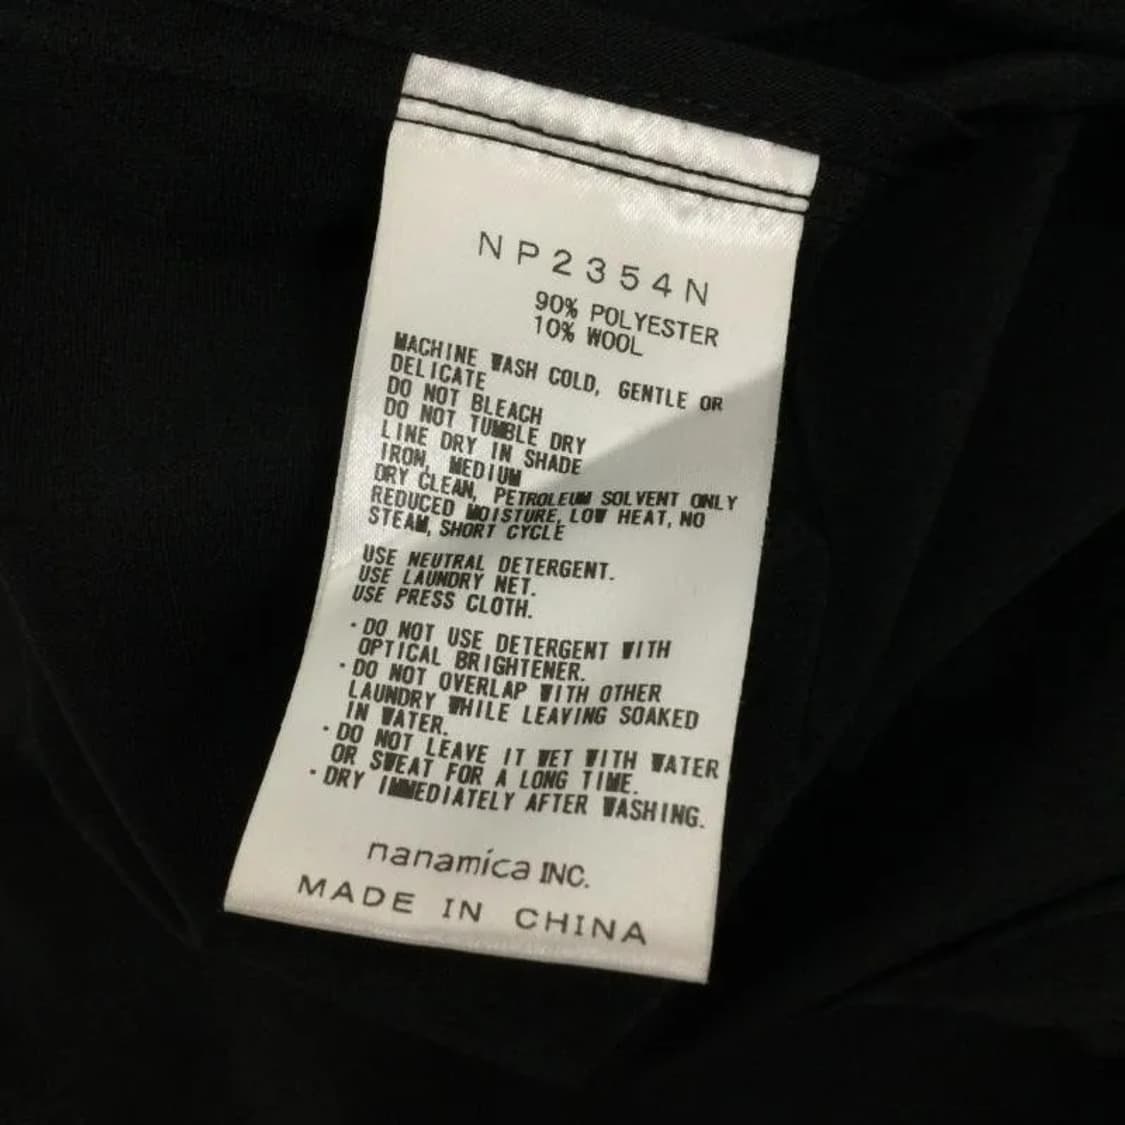 NP2354N
90% POLYESTER
10% WOOL
MACHINE WASH COLD, GENTLE OR
DELICATE
DO NOT BLEACH
DO NOT TUMBLE DRY
LINE DRY IN SHADE
IRON, MEDIUM
DRY CLEAN, PETROLEUM SOLVENT ONLY
REDUCED MOISTURE, LOW HEAT, NO
STEAM, SHORT CYCLE
USE NEUTRAL DETERGENT.
USE LAUNDRY NET.
USE PRESS CLOTH.
·DO NOT USE DETERGENT WITH
OPTICAL BRIGHTENER.
·DO NOT OVERLAP WITH OTHER
LAUNDRY WHILE LEAVING SOAKED
IN WATER.
·DO NOT LEAVE IT WET WITH WATER
OR SWEAT FOR A LONG TIME.
·DRY IMMEDIATELY AFTER WASHING.
nanamica INC.
MADE IN CHINA